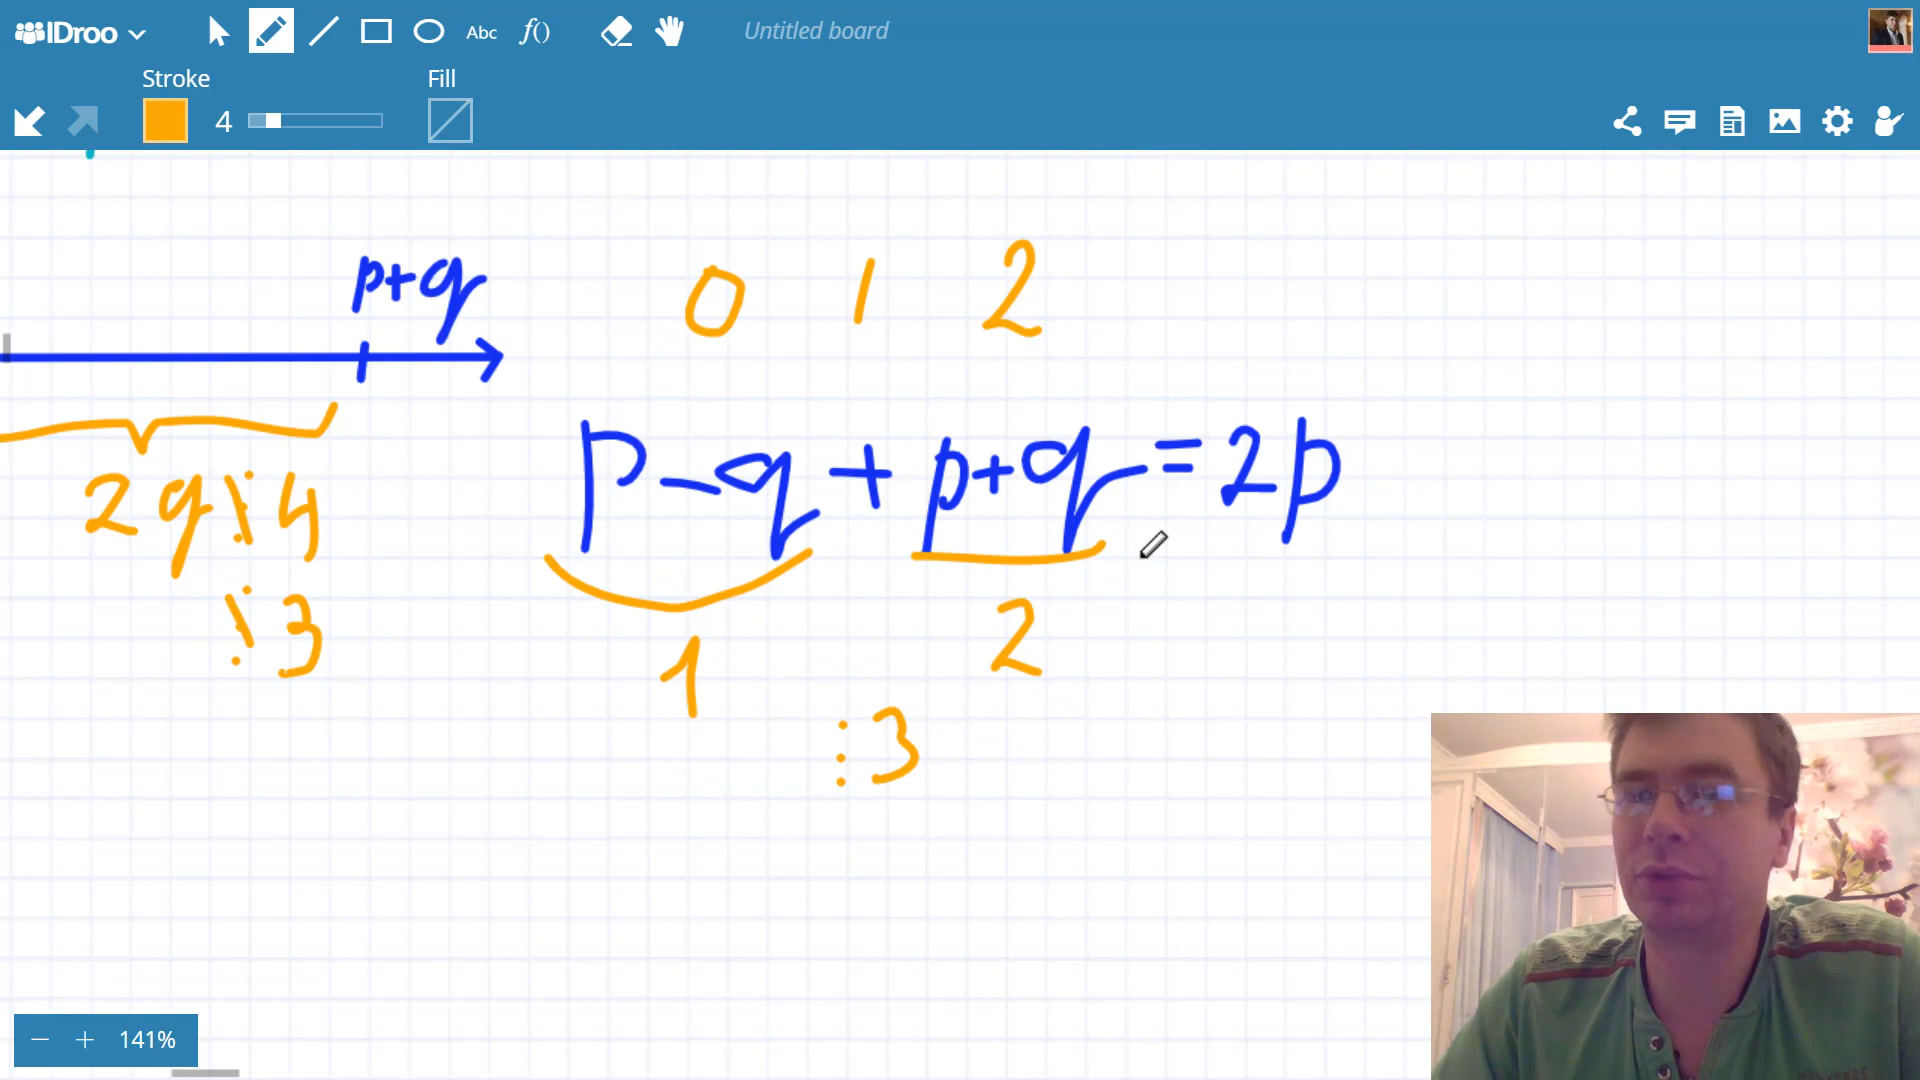 IDroo
Abc
f()
Untitled board
Stroke
Fill
4
p+q
0 1 2
p-q+p+q=2p
2q⋮4
⋮3
1 2
⋮3
141%